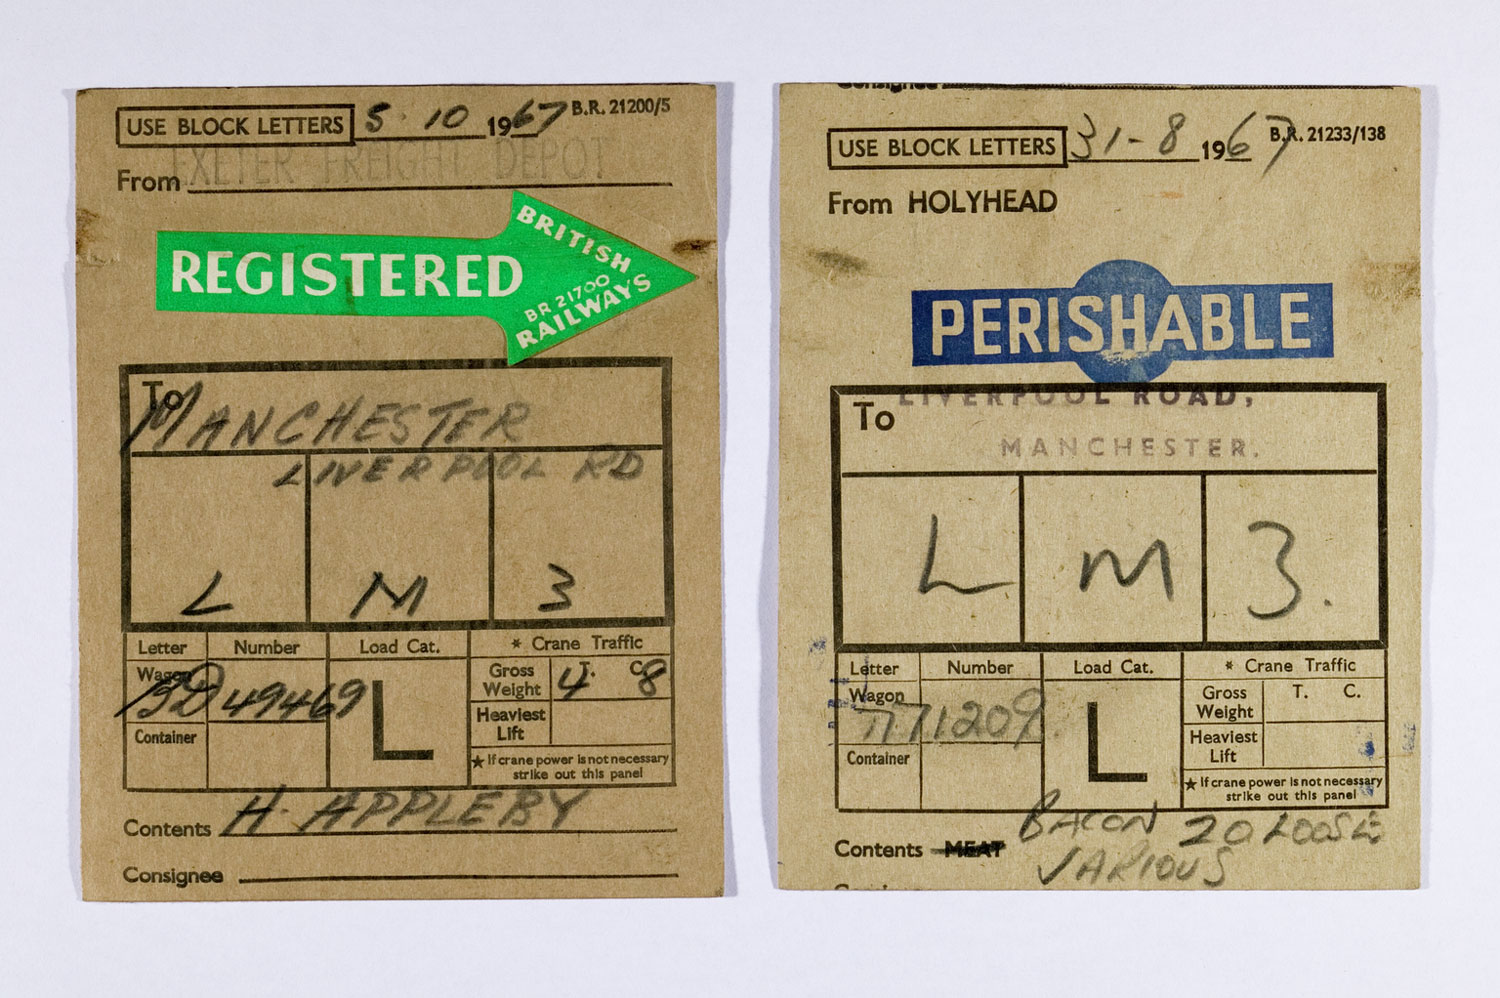 USE BLOCK LETTERS 5·10 1967 B.R. 21200/5
EXETER FREIGHT DEPOT
From
REGISTERED
BRITISH
BR 21700
RAILWAYS
To
MANCHESTER
LIVERPOOL RD
L M 3
Letter Number Load Cat. * Crane Traffic
Wagon BD 49469 L Gross Weight 4 T. C. 8
Container Heaviest Lift
★ If crane power is not necessary
strike out this panel
Contents H. APPLEBY
Consignee
Consignee
USE BLOCK LETTERS 31-8 1967 B.R. 21233/138
From HOLYHEAD
PERISHABLE
LIVERPOOL ROAD,
To
MANCHESTER.
L M 3.
Letter Number Load Cat. * Crane Traffic
Wagon 771209 L Gross Weight T. C.
Container Heaviest Lift
★ If crane power is not necessary
strike out this panel
Contents MEAT BACON 20 LOOSE
VARIOUS